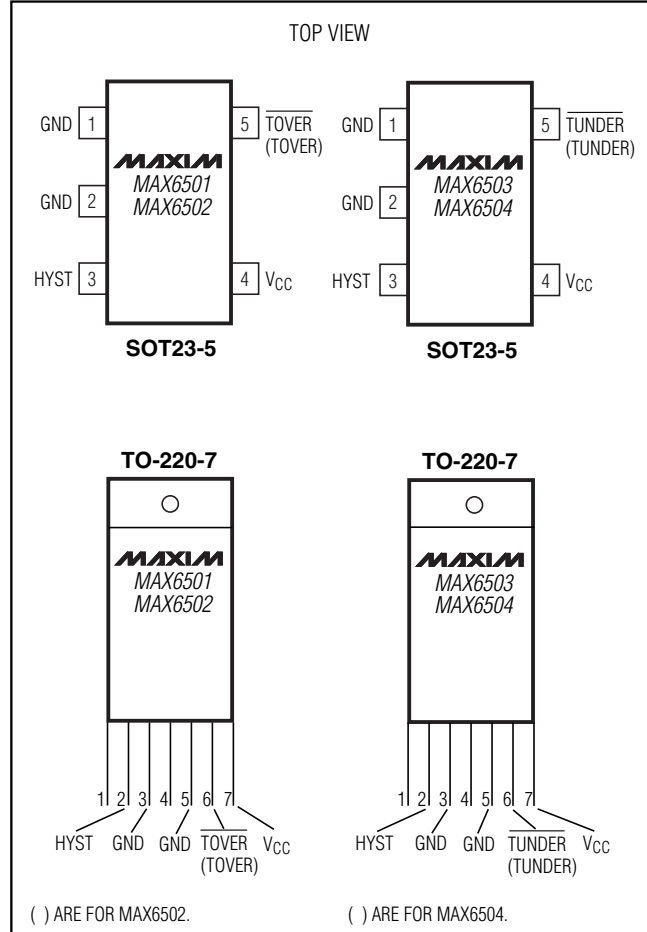 TOP VIEW
GND 1
5 TOVER
(TOVER)
MAXIM
MAX6501
MAX6502
GND 2
HYST 3
4 VCC
SOT23-5
GND 1
5 TUNDER
(TUNDER)
MAXIM
MAX6503
MAX6504
GND 2
HYST 3
4 VCC
SOT23-5
TO-220-7
MAXIM
MAX6501
MAX6502
1 2 3 4 5 6 7
HYST GND GND TOVER VCC
(TOVER)
( ) ARE FOR MAX6502.
TO-220-7
MAXIM
MAX6503
MAX6504
1 2 3 4 5 6 7
HYST GND GND TUNDER VCC
(TUNDER)
( ) ARE FOR MAX6504.